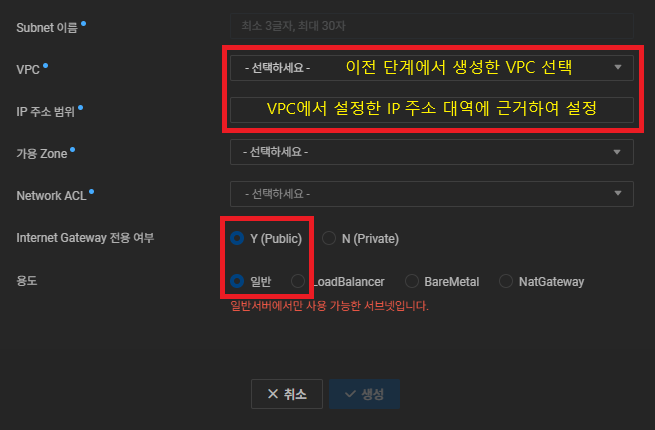 Subnet 이름
최소 3글자, 최대 30자
VPC
- 선택하세요 - 이전 단계에서 생성한 VPC 선택
IP 주소 범위
VPC에서 설정한 IP 주소 대역에 근거하여 설정
가용 Zone
- 선택하세요 -
Network ACL
- 선택하세요 -
Internet Gateway 전용 여부
Y (Public) N (Private)
용도
일반 LoadBalancer BareMetal NatGateway
일반서버에서만 사용 가능한 서브넷입니다.
취소 생성